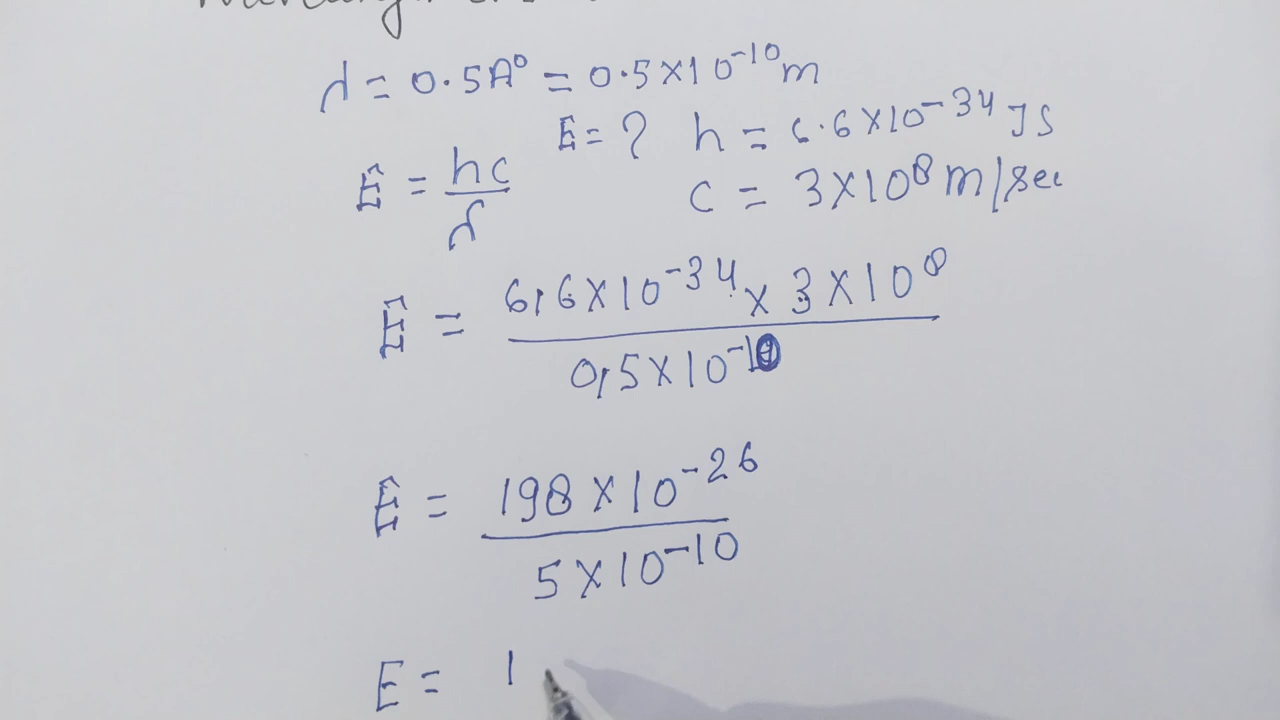 λ = 0.5A° = 0.5×10⁻¹⁰m
E = ? h = 6.6×10⁻³⁴ JS
E = hc/λ C = 3×10⁸ m/sec
E = 6.6×10⁻³⁴ × 3×10⁸
0.5×10⁻¹⁰
E = 198×10⁻²⁶
5×10⁻¹⁰
E = 1